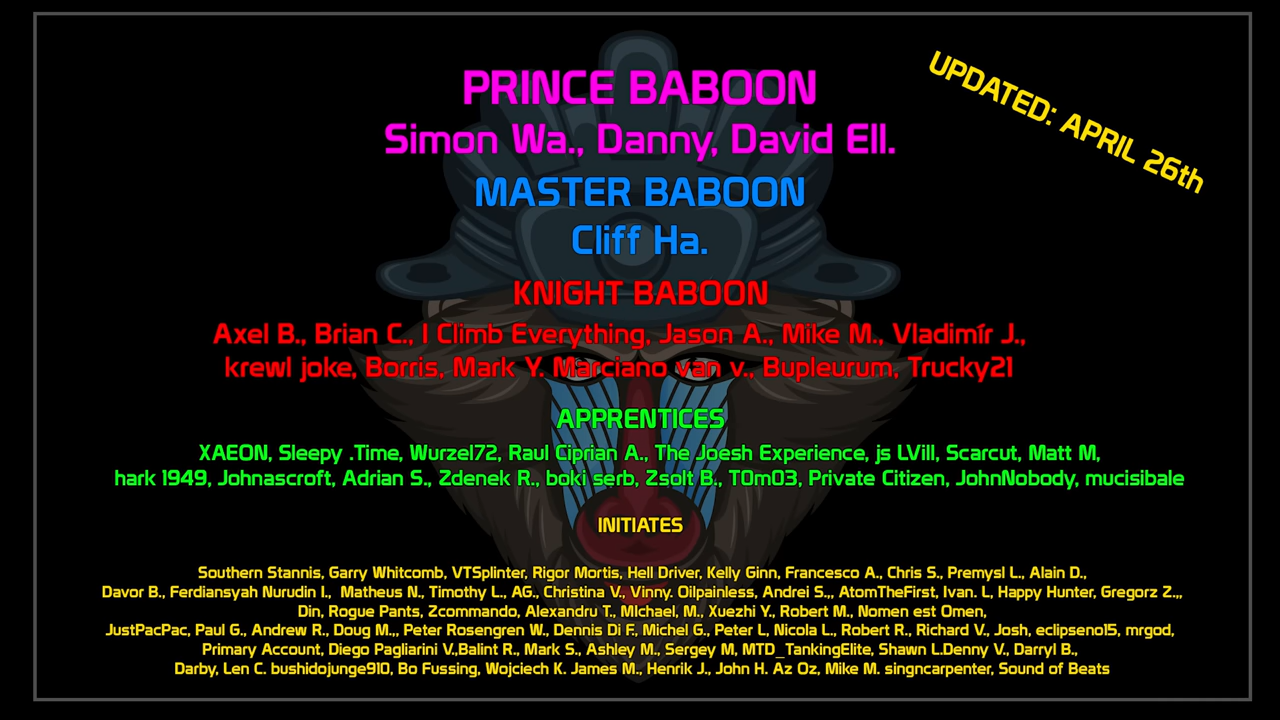 PRINCE BABOON
UPDATED: APRIL 26th
Simon Wa., Danny, David Ell.
MASTER BABOON
Cliff Ha.
KNIGHT BABOON
Axel B., Brian C., I Climb Everything, Jason A., Mike M., Vladimír J.,
krewl joke, Borris, Mark Y. Marciano van v., Bupleurum, Trucky21
APPRENTICES
XAEON, Sleepy .Time, Wurzel72, Raul Ciprian A., The Joesh Experience, js LVill, Scarcut, Matt M,
hark 1949, Johnascroft, Adrian S., Zdenek R., boki serb, Zsolt B., T0m03, Private Citizen, JohnNobody, mucisibale
INITIATES
Southern Stannis, Garry Whitcomb, VTSplinter, Rigor Mortis, Hell Driver, Kelly Ginn, Francesco A., Chris S., Premysl L., Alain D.,
Davor B., Ferdiansyah Nurudin I., Matheus N., Timothy L., AG., Christina V., Vinny. Oilpainless, Andrei S.,, AtomTheFirst, Ivan. L, Happy Hunter, Gregorz Z.,,
Din, Rogue Pants, Zcommando, Alexandru T., MIchael, M., Xuezhi Y., Robert M., Nomen est Omen,
JustPacPac, Paul G., Andrew R., Doug M.,, Peter Rosengren W., Dennis Di F., Michel G., Peter L, Nicola L., Robert R., Richard V., Josh, eclipseno15, mrgod,
Primary Account, Diego Pagliarini V.,Balint R., Mark S., Ashley M., Sergey M, MTD_TankingElite, Shawn L.Denny V., Darryl B.,
Darby, Len C. bushidojunge910, Bo Fussing, Wojciech K. James M., Henrik J., John H. Az Oz, Mike M. singncarpenter, Sound of Beats